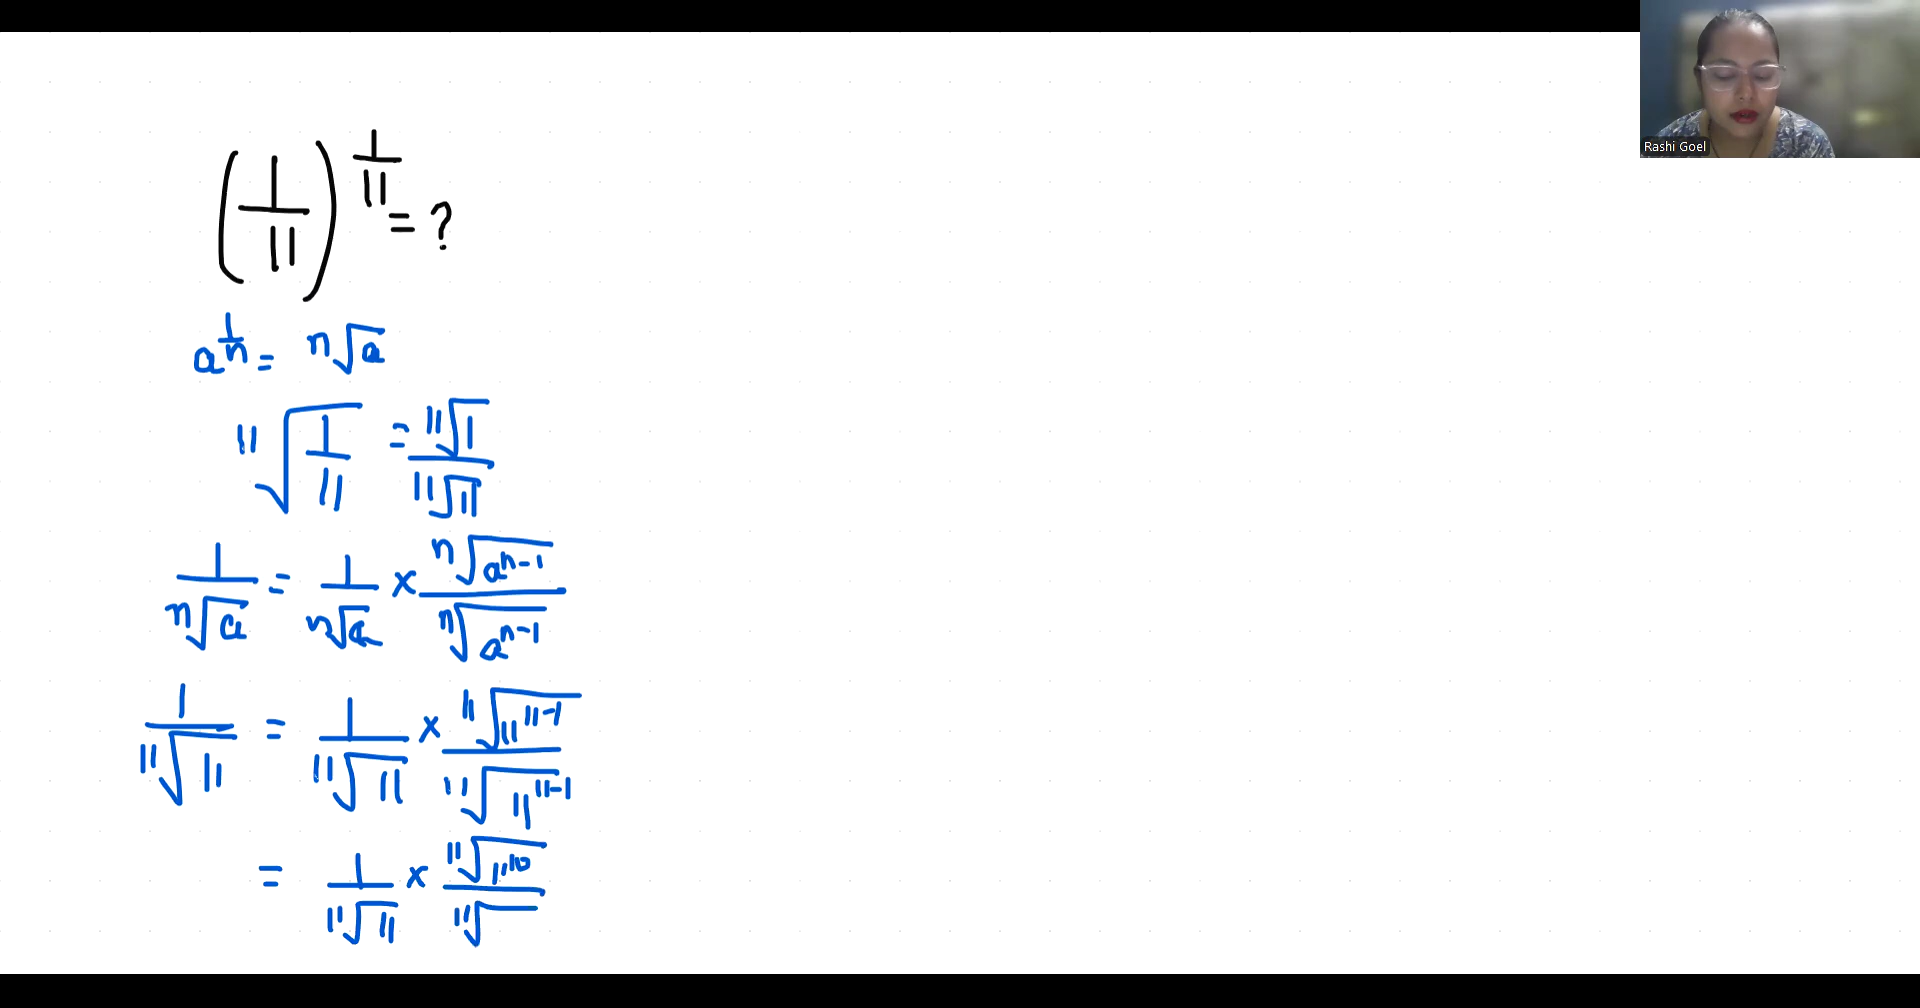 Rashi Goel
(1/11)^(1/11) = ?
a^(1/n) = ⁿ√a
¹¹√(1/11) = ¹¹√1 / ¹¹√11
1/ⁿ√a = 1/ⁿ√a × ⁿ√(a^(n-1)) / ⁿ√(a^(n-1))
1/¹¹√11 = 1/¹¹√11 × ¹¹√(11^(11-1)) / ¹¹√(11^(11-1))
= 1/¹¹√11 × ¹¹√(11^10) / ¹¹√